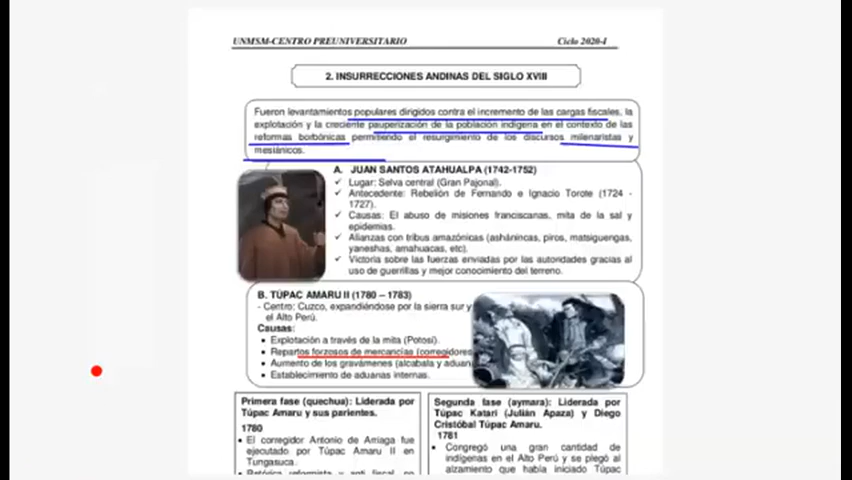 UNMSM-CENTRO PREUNIVERSITARIO
Ciclo 2020-I
2. INSURRECCIONES ANDINAS DEL SIGLO XVIII
Fueron levantamientos populares dirigidos contra el incremento de las cargas fiscales, la
explotación y la creciente pauperización de la población indígena en el contexto de las
reformas borbónicas permitiendo el resurgimiento de los discursos milenaristas y
mesiánicos.
A. JUAN SANTOS ATAHUALPA (1742-1752)
✓ Lugar: Selva central (Gran Pajonal).
✓ Antecedente: Rebelión de Fernando e Ignacio Torote (1724 -
1727).
✓ Causas: El abuso de misiones franciscanas, mita de la sal y
epidemias.
✓ Alianzas con tribus amazónicas (ashánincas, piros, matsiguengas,
yaneshas, amahuacas, etc).
✓ Victoria sobre las fuerzas enviadas por las autoridades gracias al
uso de guerrillas y mejor conocimiento del terreno.
B. TÚPAC AMARU II (1780 – 1783)
- Centro: Cuzco, expandiéndose por la sierra sur y
el Alto Perú.
Causas:
• Explotación a través de la mita (Potosí).
• Repartos forzosos de mercancías (corregidores
• Aumento de los gravámenes (alcabala y aduan
• Establecimiento de aduanas internas.
Primera fase (quechua): Liderada por
Túpac Amaru y sus parientes.
1780
• El corregidor Antonio de Arriaga fue
ejecutado por Túpac Amaru II en
Tungasuca.
• Retórica reformista y anti fiscal, no
Segunda fase (aymara): Liderada por
Túpac Katari (Julián Apaza) y Diego
Cristóbal Túpac Amaru.
1781
• Congregó una gran cantidad de
indígenas en el Alto Perú y se plegó al
alzamiento que había iniciado Túpac